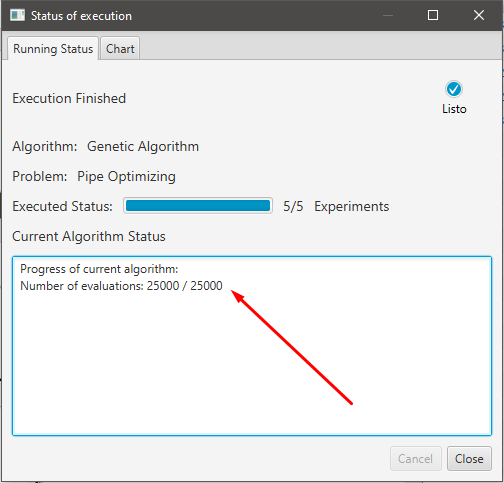 Status of execution
Running Status
Chart
Execution Finished
Listo
Algorithm: Genetic Algorithm
Problem: Pipe Optimizing
Executed Status: 5/5 Experiments
Current Algorithm Status
Progress of current algorithm:
Number of evaluations: 25000 / 25000
Cancel
Close